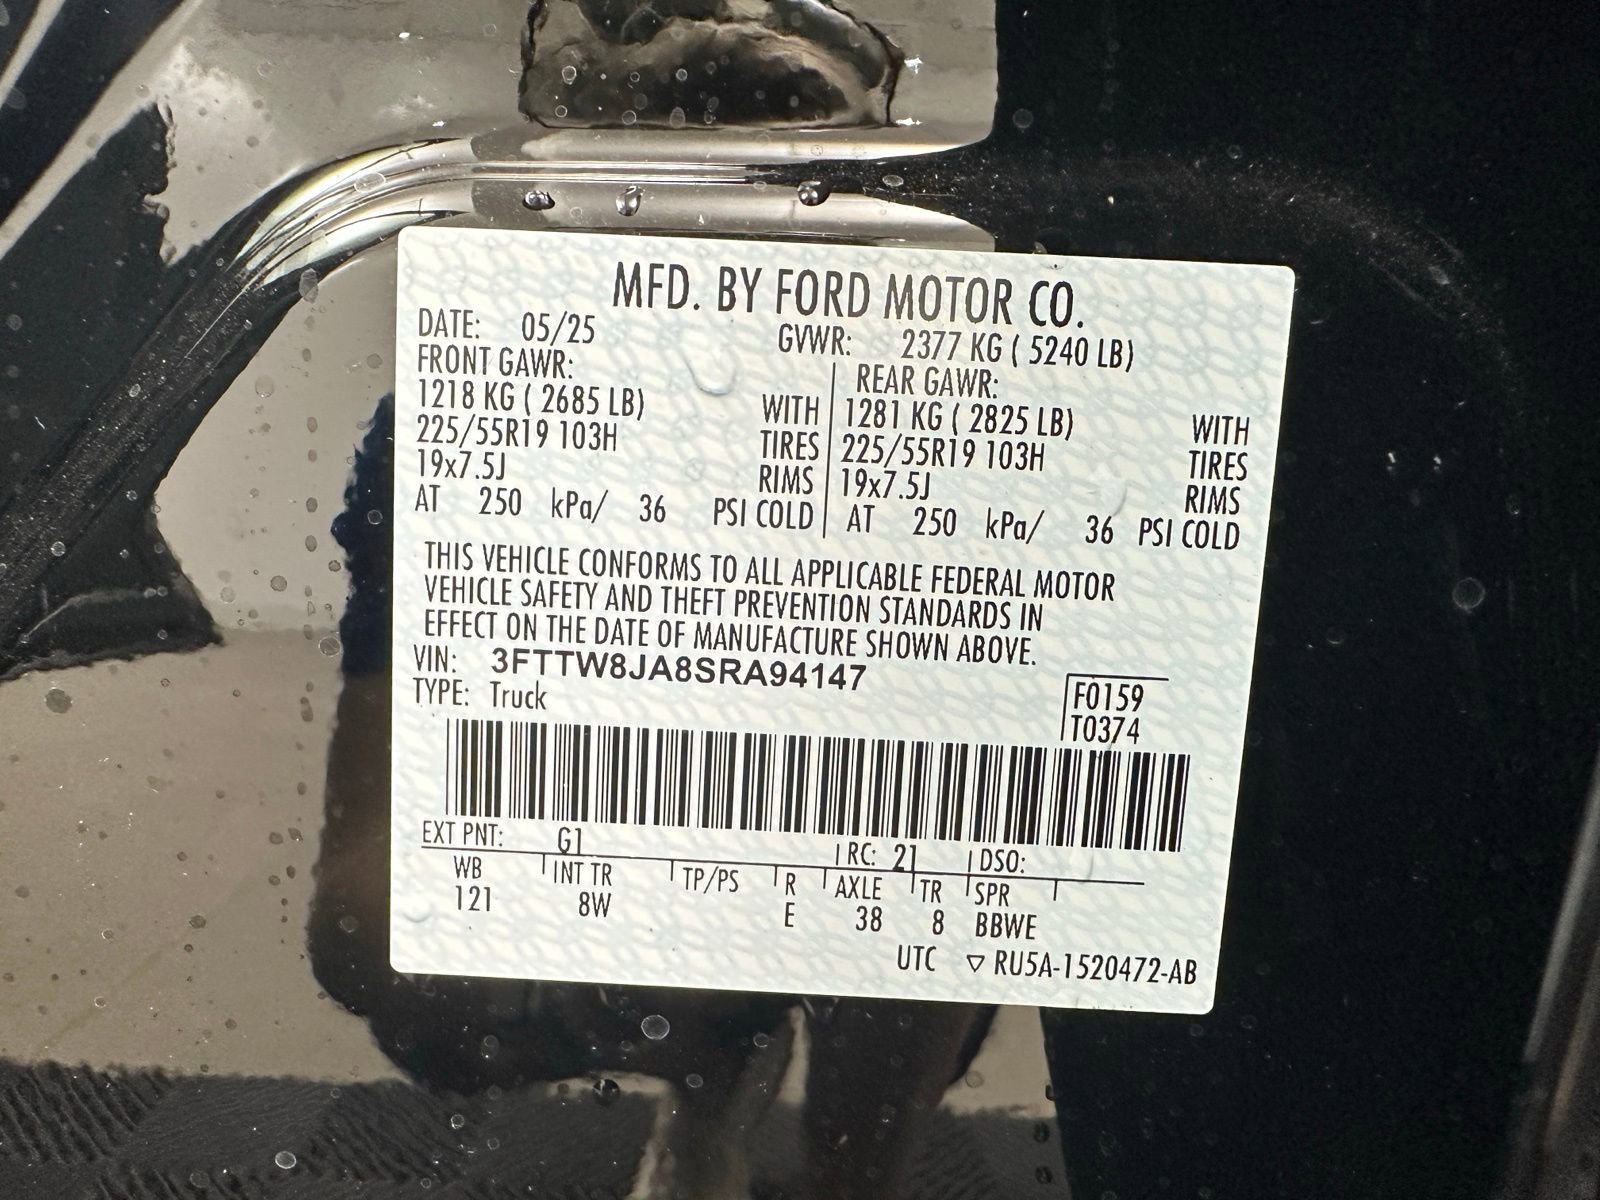 MFD. BY FORD MOTOR CO.
DATE: 05/25 GVWR: 2377 KG ( 5240 LB)
FRONT GAWR: REAR GAWR:
1218 KG ( 2685 LB) WITH 1281 KG ( 2825 LB) WITH
225/55R19 103H TIRES 225/55R19 103H TIRES
19x7.5J RIMS 19x7.5J RIMS
AT 250 kPa/ 36 PSI COLD AT 250 kPa/ 36 PSI COLD
THIS VEHICLE CONFORMS TO ALL APPLICABLE FEDERAL MOTOR
VEHICLE SAFETY AND THEFT PREVENTION STANDARDS IN
EFFECT ON THE DATE OF MANUFACTURE SHOWN ABOVE.
VIN: 3FTTW8JA8SRA94147
TYPE: Truck F0159
T0374
EXT PNT: G1 RC: 21 DSO:
WB INT TR TP/PS R AXLE TR SPR
121 8W E 38 8 BBWE
UTC ▽ RU5A-1520472-AB